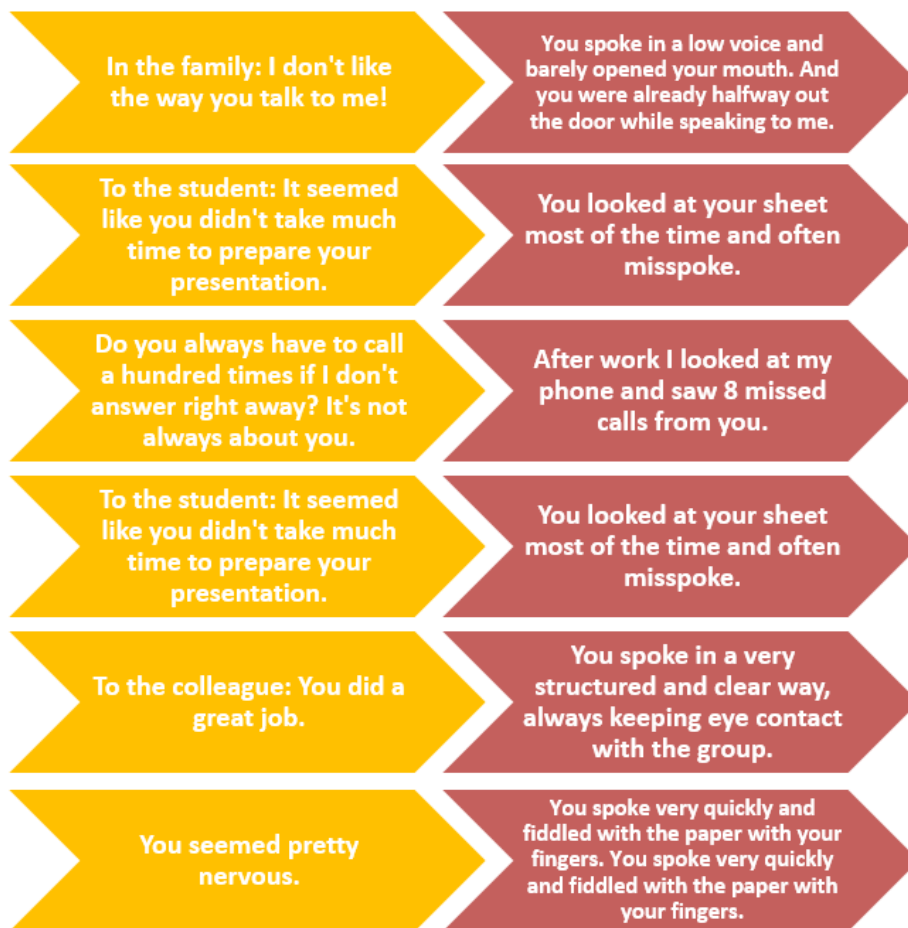 In the family: I don't like
the way you talk to me!
You spoke in a low voice and
barely opened your mouth. And
you were already halfway out
the door while speaking to me.
To the student: It seemed
like you didn't take much
time to prepare your
presentation.
You looked at your sheet
most of the time and often
misspoke.
Do you always have to call
a hundred times if I don't
answer right away? It's not
always about you.
After work I looked at my
phone and saw 8 missed
calls from you.
To the student: It seemed
like you didn't take much
time to prepare your
presentation.
You looked at your sheet
most of the time and often
misspoke.
To the colleague: You did a
great job.
You spoke in a very
structured and clear way,
always keeping eye contact
with the group.
You seemed pretty
nervous.
You spoke very quickly and
fiddled with the paper with your
fingers. You spoke very quickly
and fiddled with the paper with
your fingers.